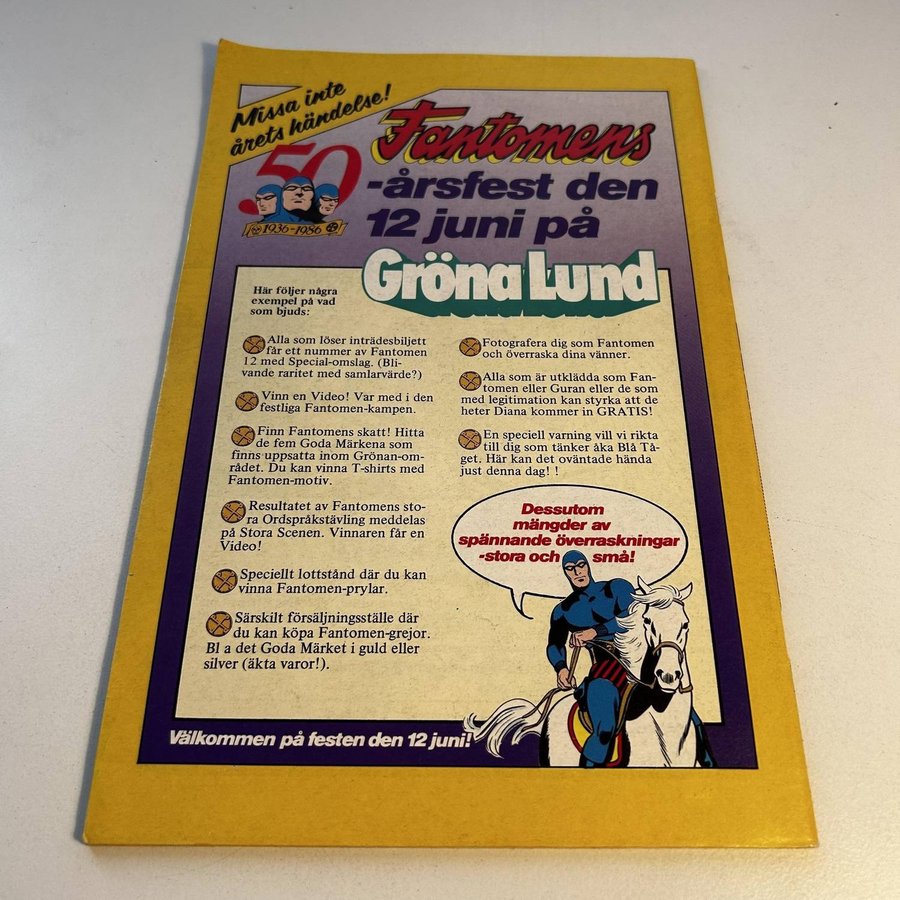 Missa inte
årets händelse!
Fantomens
50
-årsfest den
1936-1986
12 juni på
Gröna Lund
Här följer några
exempel på vad
som bjuds:
Alla som löser inträdesbiljett
får ett nummer av Fantomen
12 med Special-omslag. (Bli-
vande raritet med samlarvärde?)
Vinn en Video! Var med i den
festliga Fantomen-kampen.
Finn Fantomens skatt! Hitta
de fem Goda Märkena som
finns uppsatta inom Grönan-om-
rådet. Du kan vinna T-shirts med
Fantomen-motiv.
Resultatet av Fantomens sto-
ra Ordspråkstävling meddelas
på Stora Scenen. Vinnaren får en
Video!
Speciellt lottstånd där du kan
vinna Fantomen-prylar.
Särskilt försäljningsställe där
du kan köpa Fantomen-grejor.
Bl a det Goda Märket i guld eller
silver (äkta varor!).
Fotografera dig som Fantomen
och överraska dina vänner.
Alla som är utklädda som Fan-
tomen eller Guran eller de som
med legitimation kan styrka att de
heter Diana kommer in GRATIS!
En speciell varning vill vi rikta
till dig som tänker åka Blå Tå-
get. Här kan det oväntade hända
just denna dag! !
Dessutom
mängder av
spännande överraskningar
-stora och små!
Välkommen på festen den 12 juni!